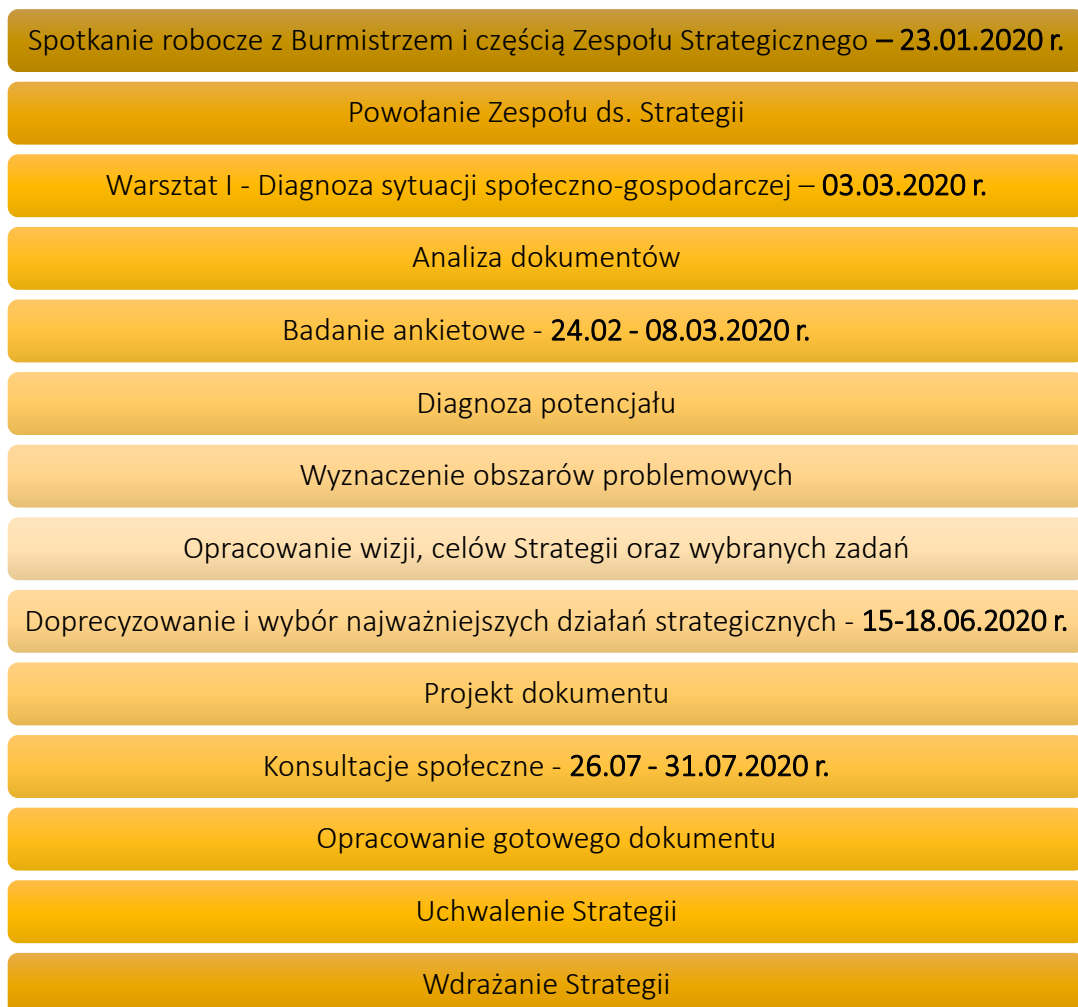 Spotkanie robocze z Burmistrzem i częścią Zespołu Strategicznego – 23.01.2020 r.
Powołanie Zespołu ds. Strategii
Warsztat I - Diagnoza sytuacji społeczno-gospodarczej – 03.03.2020 r.
Analiza dokumentów
Badanie ankietowe - 24.02 - 08.03.2020 r.
Diagnoza potencjału
Wyznaczenie obszarów problemowych
Opracowanie wizji, celów Strategii oraz wybranych zadań
Doprecyzowanie i wybór najważniejszych działań strategicznych - 15-18.06.2020 r.
Projekt dokumentu
Konsultacje społeczne - 26.07 - 31.07.2020 r.
Opracowanie gotowego dokumentu
Uchwalenie Strategii
Wdrażanie Strategii